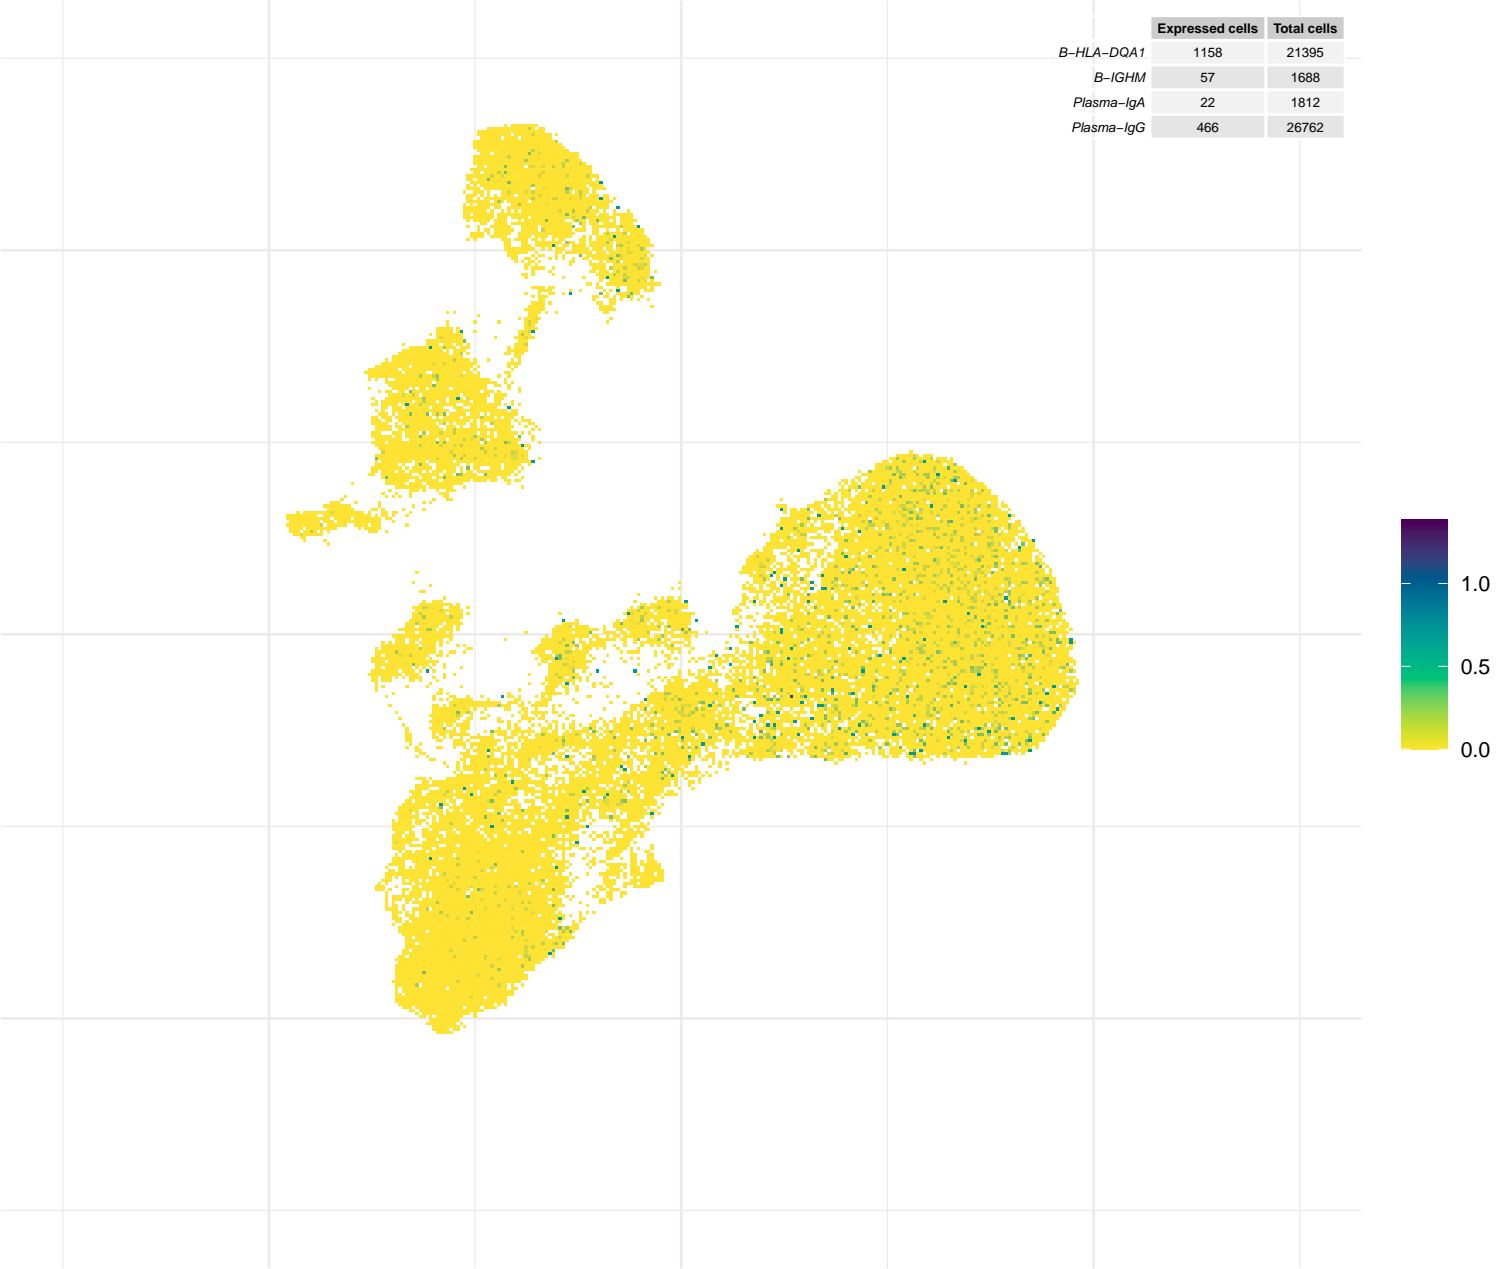 Expressed cells Total cells
B−HLA−DQA1 1158 21395
B−IGHM 57 1688
Plasma−IgA 22 1812
Plasma−IgG 466 26762
1.0
0.5
0.0